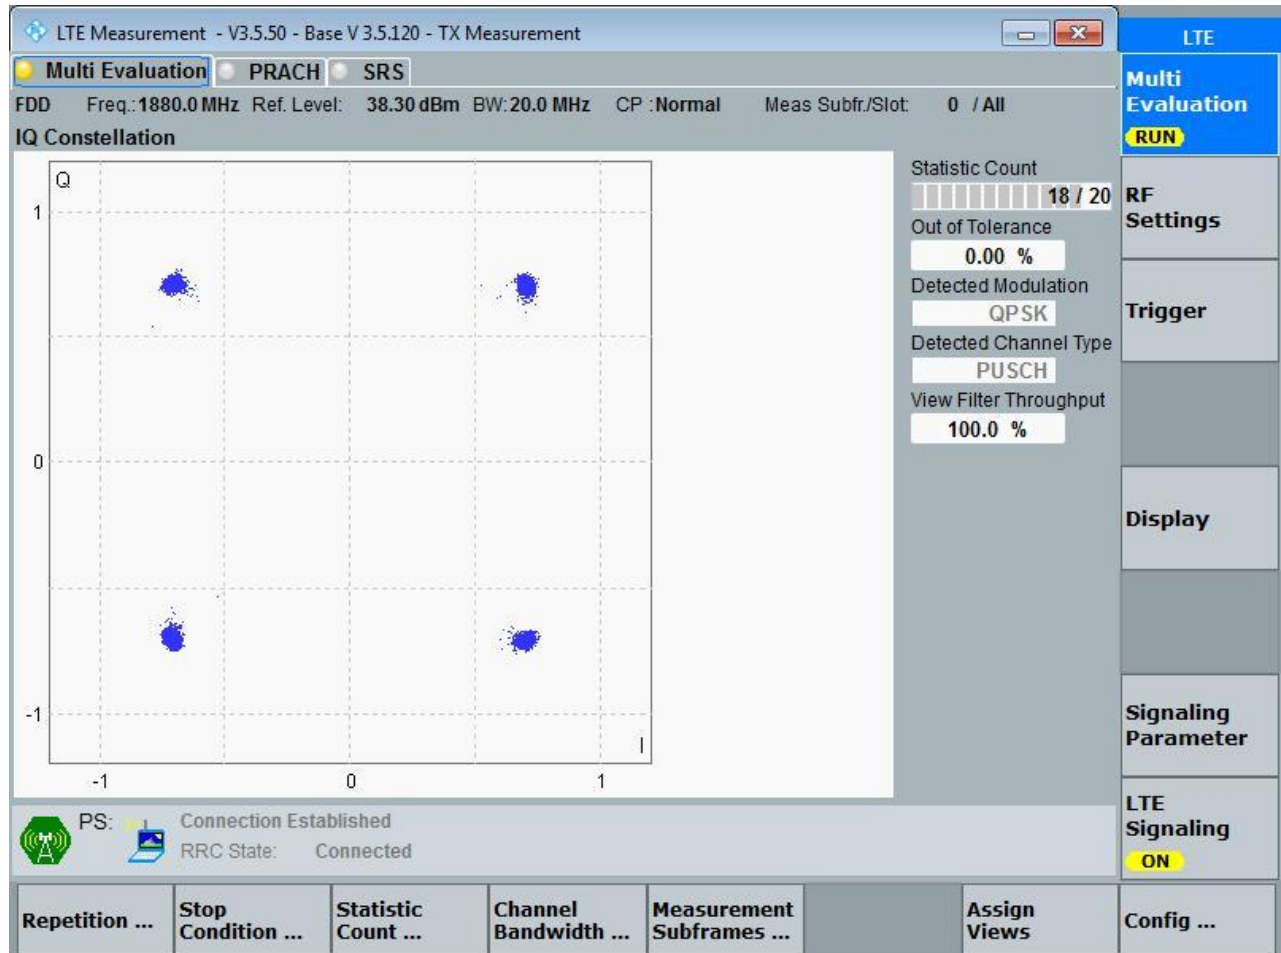 LTE Measurement - V3.5.50 - Base V 3.5.120 - TX Measurement
Multi Evaluation PRACH SRS
FDD Freq.: 1880.0 MHz Ref. Level: 38.30 dBm BW: 20.0 MHz CP : Normal Meas Subfr./Slot: 0 / All
IQ Constellation
Q
1
0
-1
I
-1 0 1
Statistic Count
18 / 20
Out of Tolerance
0.00 %
Detected Modulation
QPSK
Detected Channel Type
PUSCH
View Filter Throughput
100.0 %
PS: Connection Established
RRC State: Connected
LTE
Multi
Evaluation
RUN
RF
Settings
Trigger
Display
Signaling
Parameter
LTE
Signaling
ON
Repetition ...
Stop
Condition ...
Statistic
Count ...
Channel
Bandwidth ...
Measurement
Subframes ...
Assign
Views
Config ...